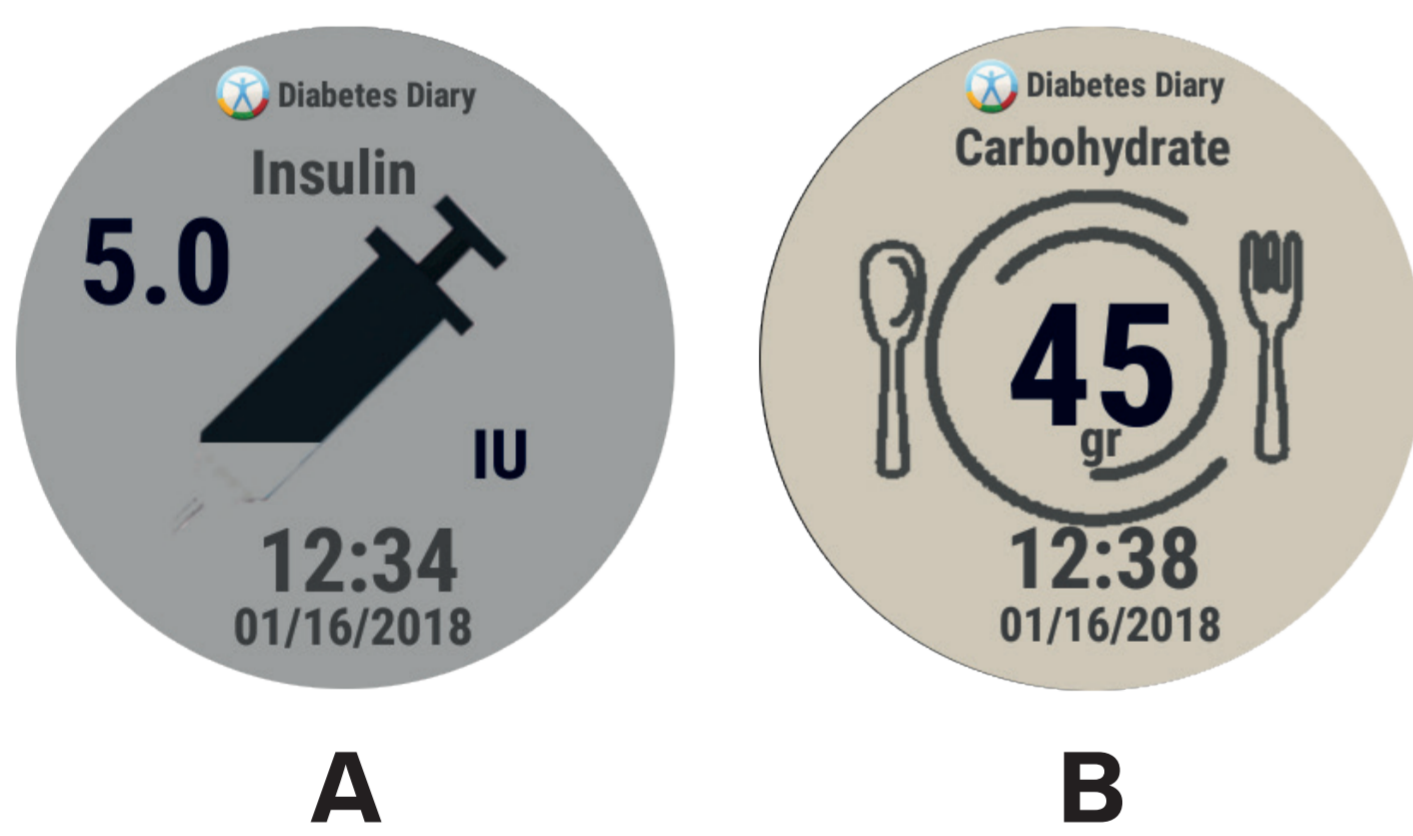 Diabetes Diary
Insulin
5.0
IU
12:34
01/16/2018
A
Diabetes Diary
Carbohydrate
45
gr
12:38
01/16/2018
B